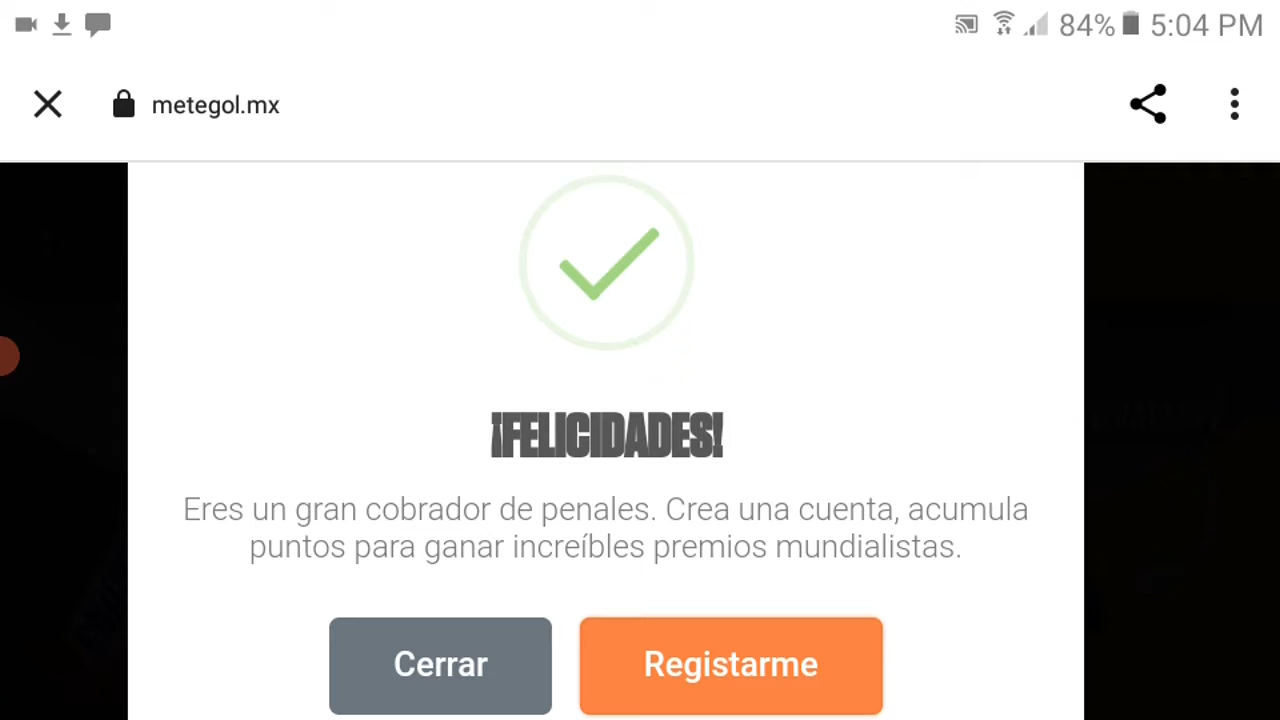 84% 5:04 PM
metegol.mx
¡FELICIDADES!
Eres un gran cobrador de penales. Crea una cuenta, acumula
puntos para ganar increíbles premios mundialistas.
Cerrar Registarme